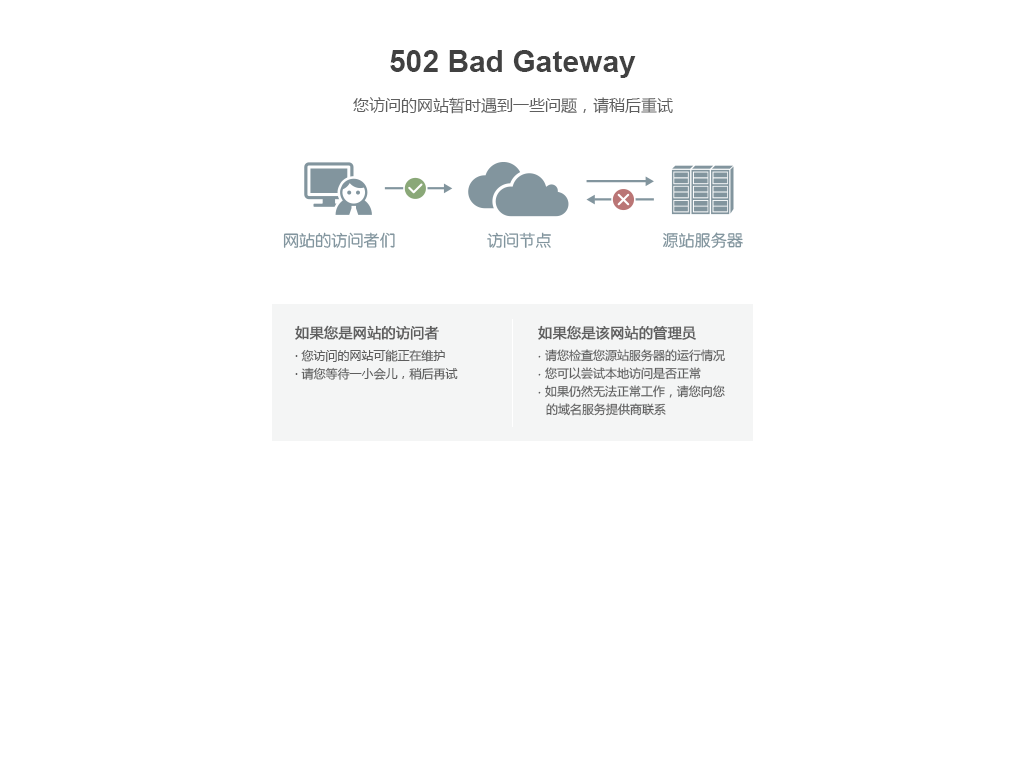 502 Bad Gateway
您访问的网站暂时遇到一些问题，请稍后重试
网站的访问者们
访问节点
源站服务器
如果您是网站的访问者
· 您访问的网站可能正在维护
· 请您等待一小会儿，稍后再试
如果您是该网站的管理员
· 请您检查您源站服务器的运行情况
· 您可以尝试本地访问是否正常
· 如果仍然无法正常工作，请您向您
的域名服务提供商联系